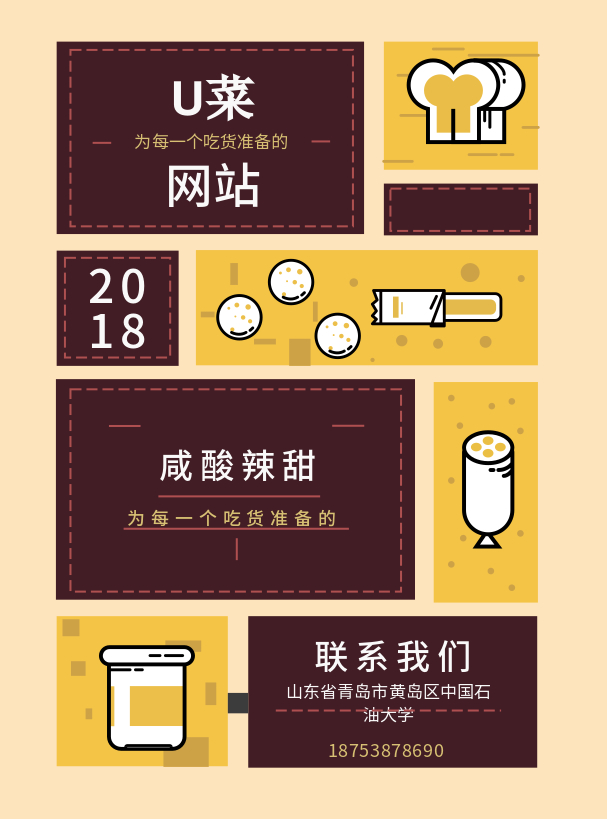 U菜
为每一个吃货准备的
网站
20
18
咸酸辣甜
为每一个吃货准备的
联系我们
山东省青岛市黄岛区中国石
油大学
18753878690